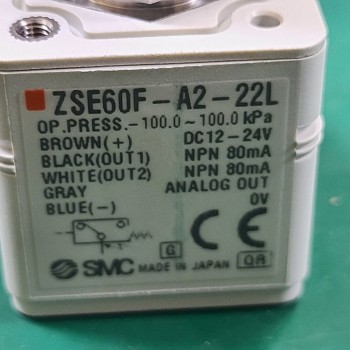 ZSE60F-A2-22L
OP.PRESS.-100.0~100.0 kPa
BROWN(+) DC12-24V
BLACK(OUT1) NPN 80mA
WHITE(OUT2) NPN 80mA
GRAY ANALOG OUT
BLUE(-) 0V
CE
G
SMC MADE IN JAPAN QR